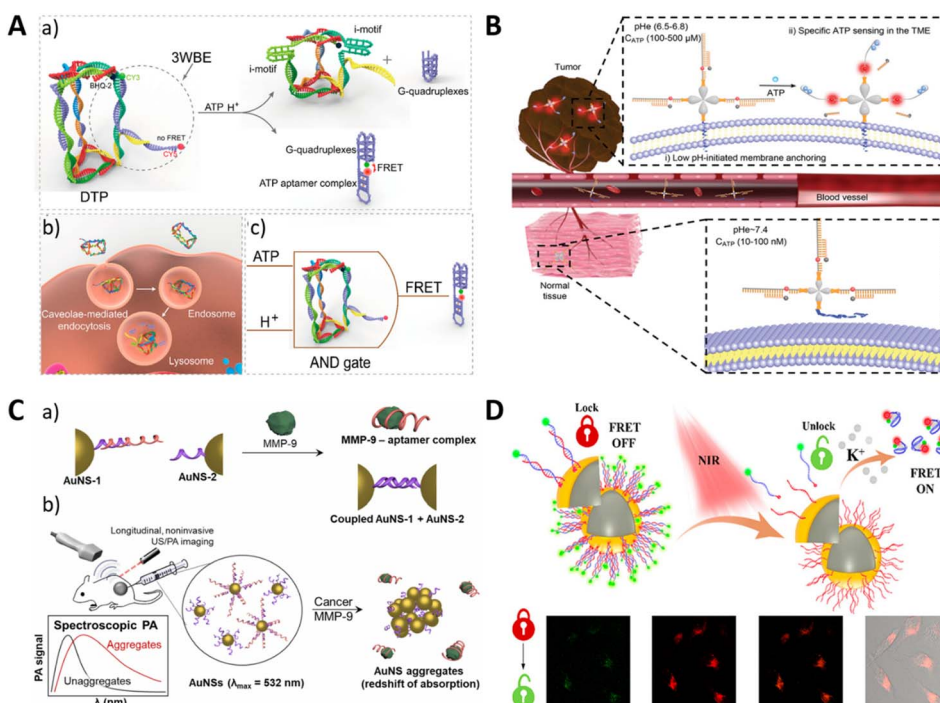 A
a)
3WBE
BHQ-2
CY3
no FRET
CY5
DTP
ATP H⁺
i-motif
i-motif
+
G-quadruplexes
G-quadruplexes
FRET
ATP aptamer complex
b)
Caveolae-mediated
endocytosis
Endosome
Lysosome
c)
ATP
H⁺
FRET
AND gate
B
pHe (6.5-6.8)
C_ATP (100-500 µM)
ii) Specific ATP sensing in the TME
ATP
i) Low pH-initiated membrane anchoring
Tumor
Blood vessel
Normal
tissue
pHe~7.4
C_ATP (10-100 nM)
C
a)
AuNS-1
AuNS-2
MMP-9
MMP-9 – aptamer complex
Coupled AuNS-1 + AuNS-2
b)
Longitudinal, noninvasive
US/PA imaging
Spectroscopic PA
Aggregates
Unaggregates
PA signal
λ (nm)
AuNSs (λmax = 532 nm)
Cancer
MMP-9
AuNS aggregates
(redshift of absorption)
D
Lock
FRET
OFF
NIR
Unlock
K⁺
FRET
ON